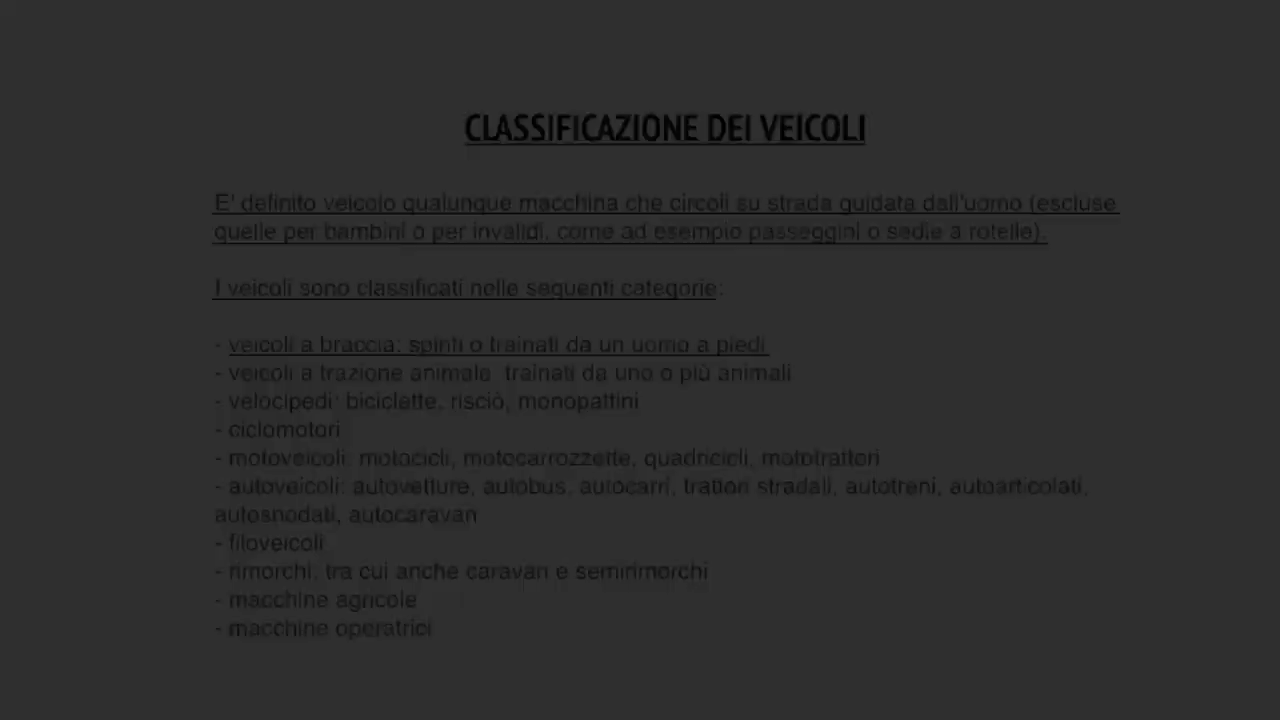 CLASSIFICAZIONE DEI VEICOLI
E' definito veicolo qualunque macchina che circoli su strada guidata dall'uomo (escluse
quelle per bambini o per invalidi, come ad esempio passeggini o sedie a rotelle).
I veicoli sono classificati nelle seguenti categorie:
- veicoli a braccia: spinti o trainati da un uomo a piedi
- veicoli a trazione animale: trainati da uno o più animali
- velocipedi: biciclette, risciò, monopattini
- ciclomotori
- motoveicoli: motocicli, motocarrozzette, quadricicli, mototrattori
- autoveicoli: autovetture, autobus, autocarri, trattori stradali, autotreni, autoarticolati,
autosnodati, autocaravan
- filoveicoli
- rimorchi: tra cui anche caravan e semirimorchi
- macchine agricole
- macchine operatrici